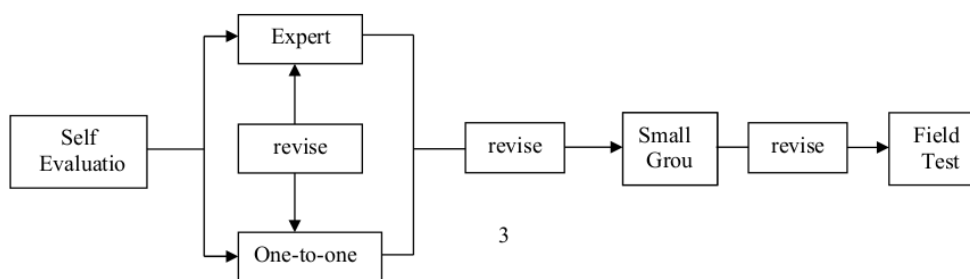 Expert
Self
Evaluatio
revise
revise
Small
Grou
revise
Field
Test
One-to-one
3